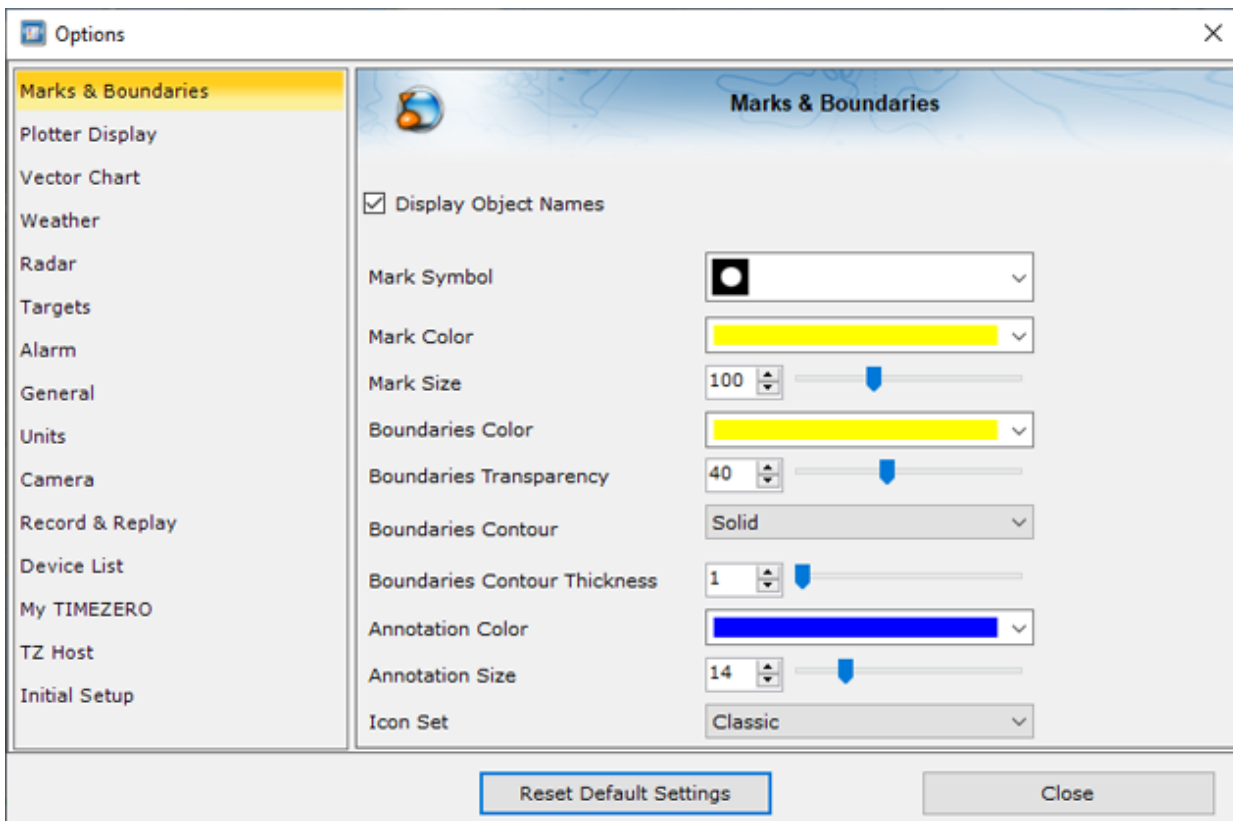 Options
Marks & Boundaries
Plotter Display
Vector Chart
Weather
Radar
Targets
Alarm
General
Units
Camera
Record & Replay
Device List
My TIMEZERO
TZ Host
Initial Setup
Marks & Boundaries
Display Object Names
Mark Symbol
Mark Color
Mark Size 100
Boundaries Color
Boundaries Transparency 40
Boundaries Contour Solid
Boundaries Contour Thickness 1
Annotation Color
Annotation Size 14
Icon Set Classic
Reset Default Settings Close